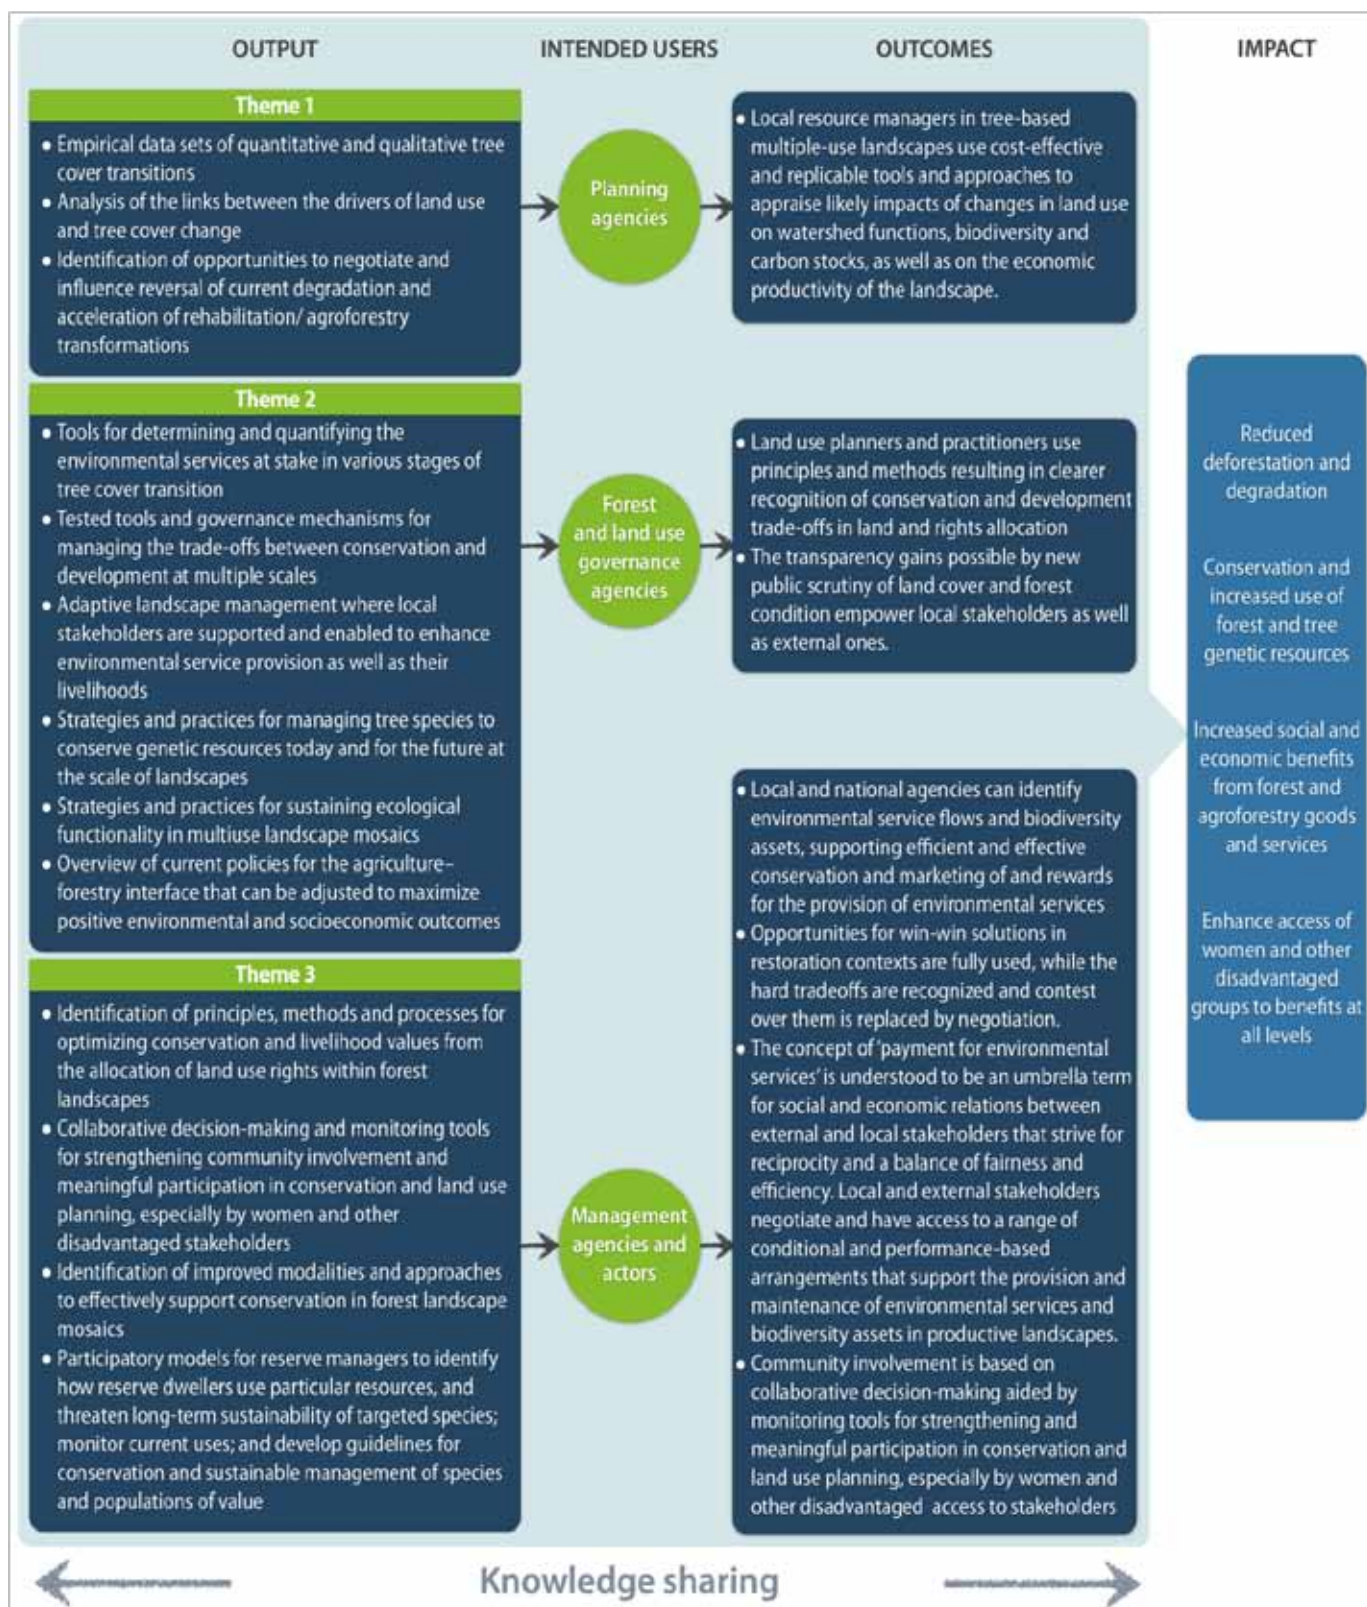 OUTPUT
INTENDED USERS
OUTCOMES
IMPACT
Theme 1
• Empirical data sets of quantitative and qualitative tree
cover transitions
• Analysis of the links between the drivers of land use
and tree cover change
• Identification of opportunities to negotiate and
influence reversal of current degradation and
acceleration of rehabilitation/ agroforestry
transformations
Planning
agencies
• Local resource managers in tree-based
multiple-use landscapes use cost-effective
and replicable tools and approaches to
appraise likely impacts of changes in land use
on watershed functions, biodiversity and
carbon stocks, as well as on the economic
productivity of the landscape.
Theme 2
• Tools for determining and quantifying the
environmental services at stake in various stages of
tree cover transition
• Tested tools and governance mechanisms for
managing the trade-offs between conservation and
development at multiple scales
• Adaptive landscape management where local
stakeholders are supported and enabled to enhance
environmental service provision as well as their
livelihoods
• Strategies and practices for managing tree species to
conserve genetic resources today and for the future at
the scale of landscapes
• Strategies and practices for sustaining ecological
functionality in multiuse landscape mosaics
• Overview of current policies for the agriculture–
forestry interface that can be adjusted to maximize
positive environmental and socioeconomic outcomes
Forest
and land use
governance
agencies
• Land use planners and practitioners use
principles and methods resulting in clearer
recognition of conservation and development
trade-offs in land and rights allocation
• The transparency gains possible by new
public scrutiny of land cover and forest
condition empower local stakeholders as well
as external ones.
Theme 3
• Identification of principles, methods and processes for
optimizing conservation and livelihood values from
the allocation of land use rights within forest
landscapes
• Collaborative decision-making and monitoring tools
for strengthening community involvement and
meaningful participation in conservation and land use
planning, especially by women and other
disadvantaged stakeholders
• Identification of improved modalities and approaches
to effectively support conservation in forest landscape
mosaics
• Participatory models for reserve managers to identify
how reserve dwellers use particular resources, and
threaten long-term sustainability of targeted species;
monitor current uses; and develop guidelines for
conservation and sustainable management of species
and populations of value
Management
agencies and
actors
• Local and national agencies can identify
environmental service flows and biodiversity
assets, supporting efficient and effective
conservation and marketing of and rewards
for the provision of environmental services
• Opportunities for win-win solutions in
restoration contexts are fully used, while the
hard tradeoffs are recognized and contest
over them is replaced by negotiation.
• The concept of ‘payment for environmental
services’ is understood to be an umbrella term
for social and economic relations between
external and local stakeholders that strive for
reciprocity and a balance of fairness and
efficiency. Local and external stakeholders
negotiate and have access to a range of
conditional and performance-based
arrangements that support the provision and
maintenance of environmental services and
biodiversity assets in productive landscapes.
• Community involvement is based on
collaborative decision-making aided by
monitoring tools for strengthening and
meaningful participation in conservation and
land use planning, especially by women and
other disadvantaged access to stakeholders
Reduced
deforestation and
degradation
Conservation and
increased use of
forest and tree
genetic resources
Increased social and
economic benefits
from forest and
agroforestry goods
and services
Enhance access of
women and other
disadvantaged
groups to benefits at
all levels
Knowledge sharing